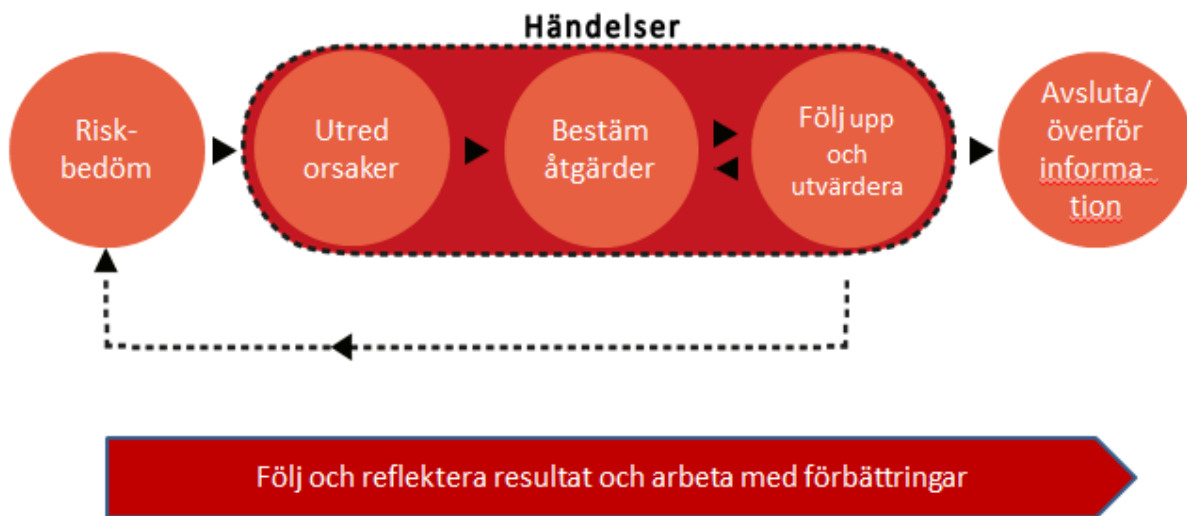 Händelser
Risk-
bedöm
Utred
orsaker
Bestäm
åtgärder
Följ upp
och
utvärdera
Avsluta/
överför
informa-
tion
Följ och reflektera resultat och arbeta med förbättringar